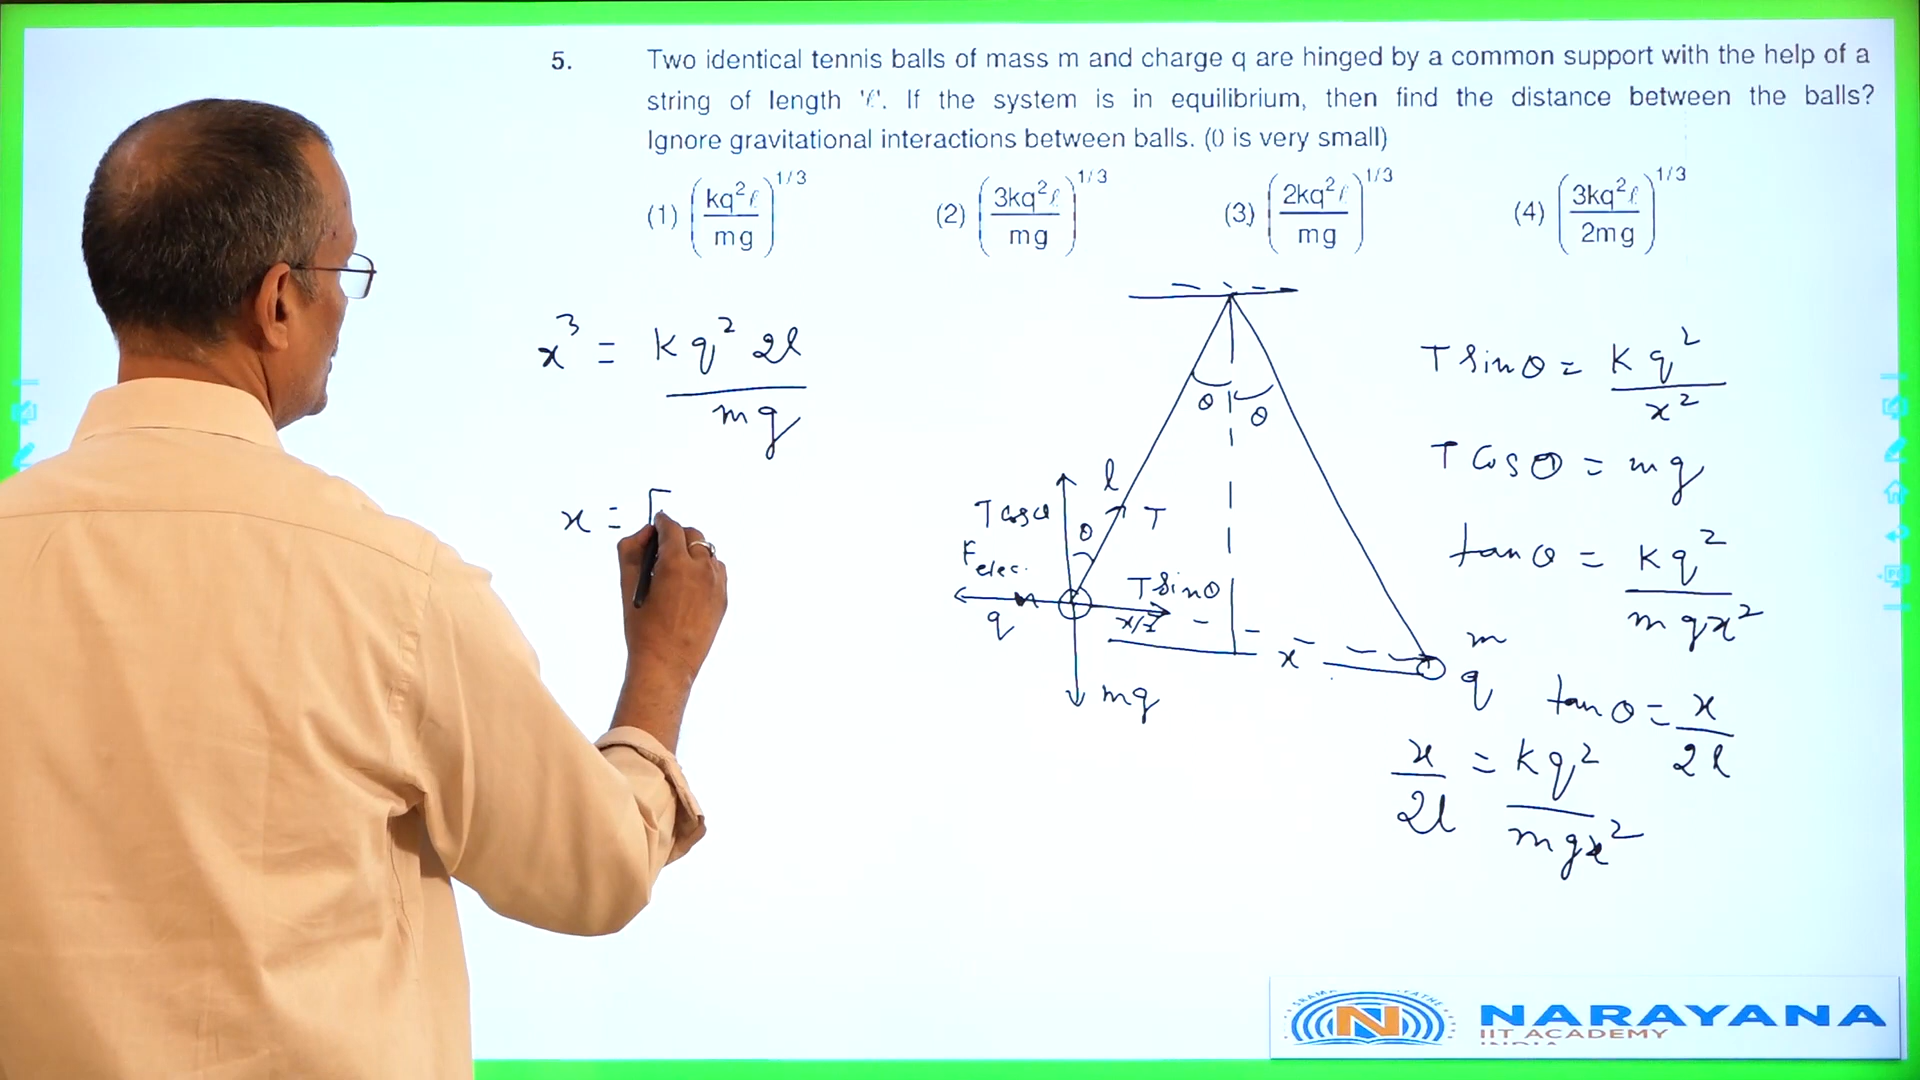 5. Two identical tennis balls of mass m and charge q are hinged by a common support with the help of a
string of length 'ℓ'. If the system is in equilibrium, then find the distance between the balls?
Ignore gravitational interactions between balls. (θ is very small)
(1) (kq²ℓ/mg)^1/3 (2) (3kq²ℓ/mg)^1/3 (3) (2kq²ℓ/mg)^1/3 (4) (3kq²ℓ/2mg)^1/3
x³ = kq² 2l / mg
x =
θ θ
l
T cosθ
θ
T
F elec.
T sinθ
q
x/2
x
mg
m
q
T sinθ = kq² / x²
T cosθ = mg
tanθ = kq² / mgx²
tanθ = x / 2l
x / 2l = kq² / mgx²
N
NARAYANA
IIT ACADEMY
INDIA